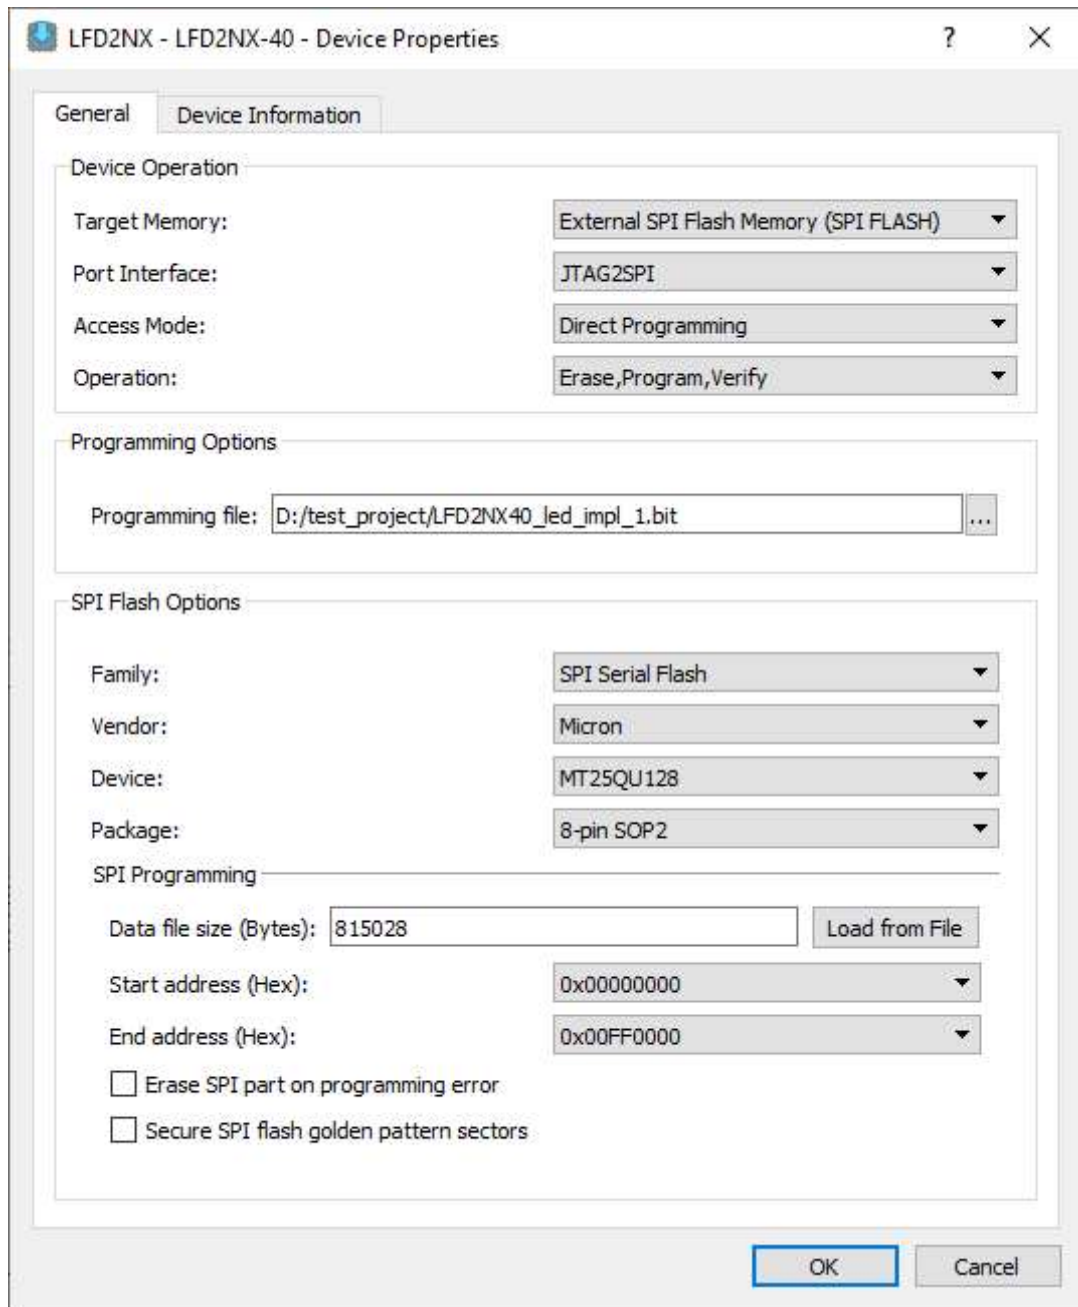 LFD2NX - LFD2NX-40 - Device Properties ?
General Device Information
Device Operation
Target Memory: External SPI Flash Memory (SPI FLASH)
Port Interface: JTAG2SPI
Access Mode: Direct Programming
Operation: Erase,Program,Verify
Programming Options
Programming file: D:/test_project/LFD2NX40_led_impl_1.bit ...
SPI Flash Options
Family: SPI Serial Flash
Vendor: Micron
Device: MT25QU128
Package: 8-pin SOP2
SPI Programming
Data file size (Bytes): 815028 Load from File
Start address (Hex): 0x00000000
End address (Hex): 0x00FF0000
Erase SPI part on programming error
Secure SPI flash golden pattern sectors
OK Cancel